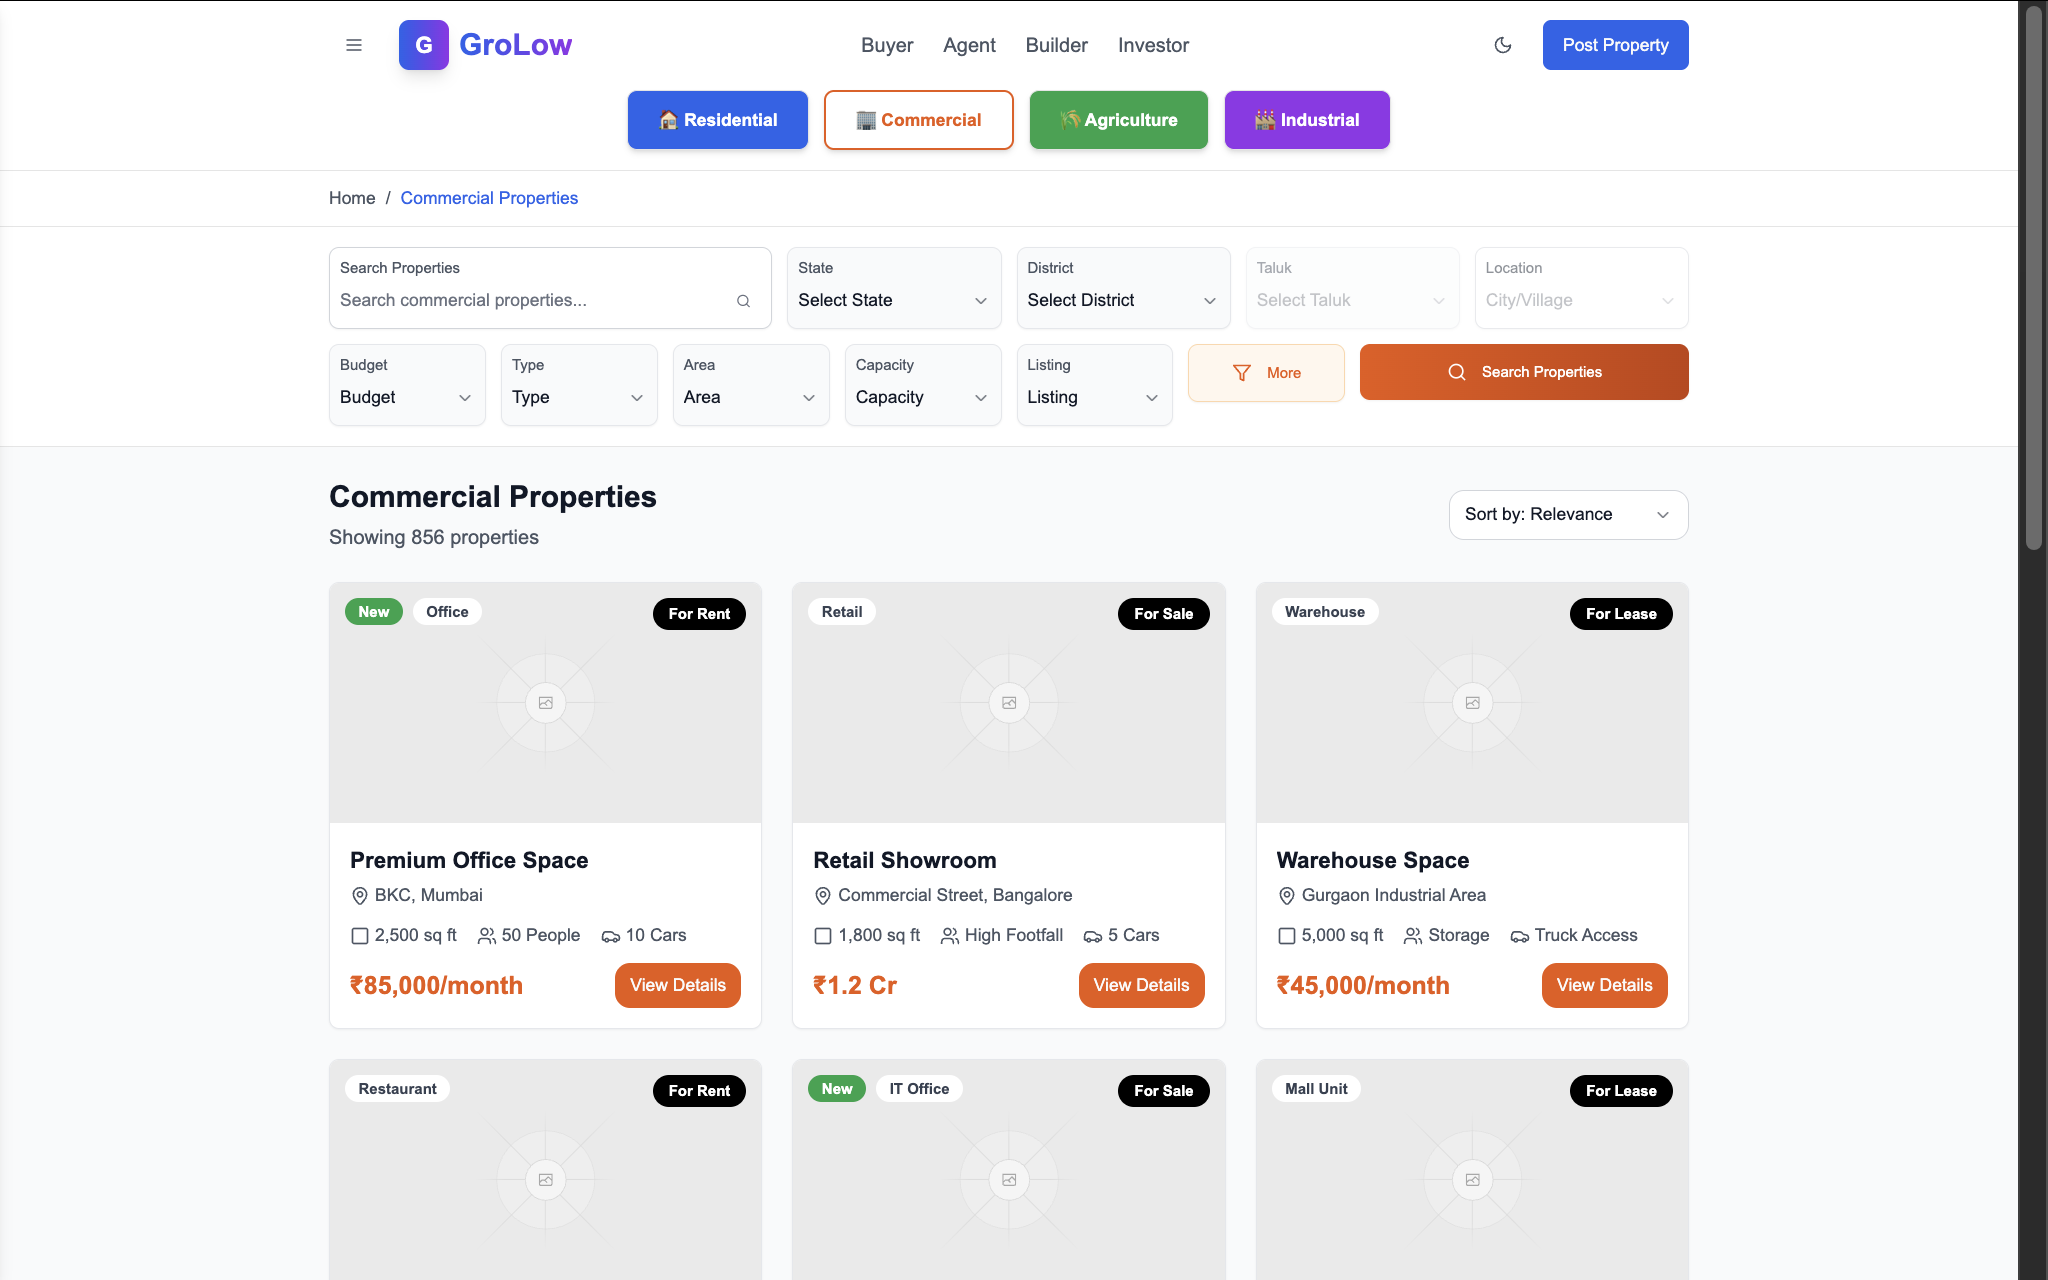 G GroLow
Buyer Agent Builder Investor
Post Property
Residential Commercial Agriculture Industrial
Home / Commercial Properties
Search Properties
Search commercial properties...
State
Select State
District
Select District
Taluk
Select Taluk
Location
City/Village
Budget
Budget
Type
Type
Area
Area
Capacity
Capacity
Listing
Listing
More
Search Properties
Commercial Properties
Showing 856 properties
Sort by: Relevance
New Office For Rent
Premium Office Space
BKC, Mumbai
2,500 sq ft 50 People 10 Cars
₹85,000/month View Details
Retail For Sale
Retail Showroom
Commercial Street, Bangalore
1,800 sq ft High Footfall 5 Cars
₹1.2 Cr View Details
Warehouse For Lease
Warehouse Space
Gurgaon Industrial Area
5,000 sq ft Storage Truck Access
₹45,000/month View Details
Restaurant For Rent
New IT Office For Sale
Mall Unit For Lease